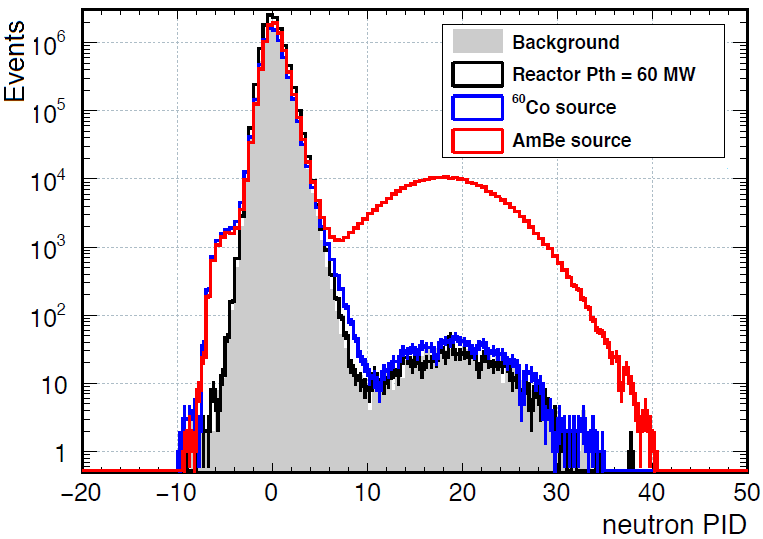 Events
10⁶
10⁵
10⁴
10³
10²
10
1
Background
Reactor Pth = 60 MW
⁶⁰Co source
AmBe source
−20 −10 0 10 20 30 40 50
neutron PID